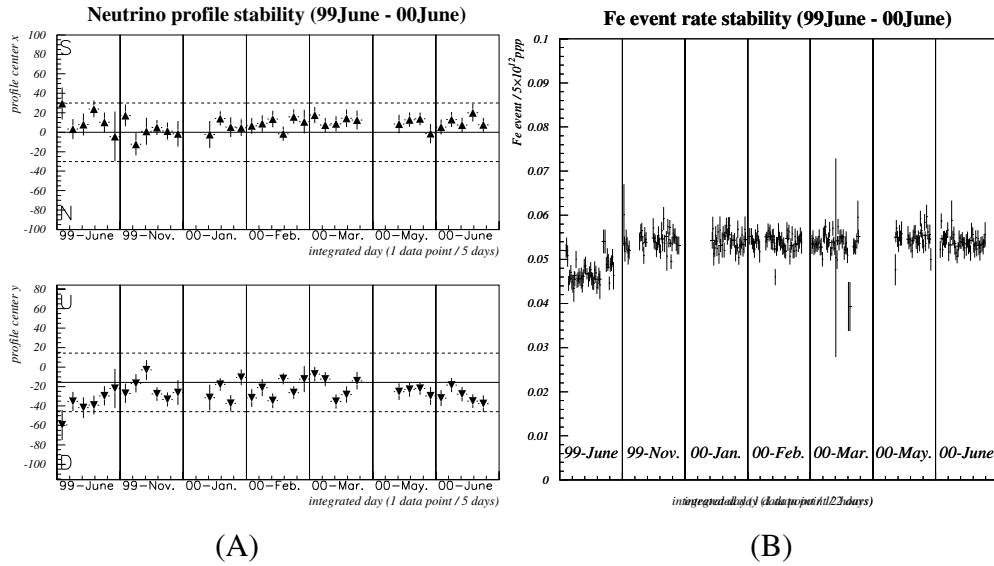 Neutrino profile stability (99June - 00June)
profile center x
100
80
60
40
20
0
-20
-40
-60
-80
-100
S
N
99-June 99-Nov. 00-Jan. 00-Feb. 00-Mar. 00-May. 00-June
integrated day (1 data point / 5 days)
profile center y
80
60
40
20
0
-20
-40
-60
-80
-100
U
D
99-June 99-Nov. 00-Jan. 00-Feb. 00-Mar. 00-May. 00-June
integrated day (1 data point / 5 days)
(A)
Fe event rate stability (99June - 00June)
Fe event / 5×10¹²ppp
0.1
0.09
0.08
0.07
0.06
0.05
0.04
0.03
0.02
0.01
0
99-June 99-Nov. 00-Jan. 00-Feb. 00-Mar. 00-May. 00-June
integrated day (1 data point /
(B)